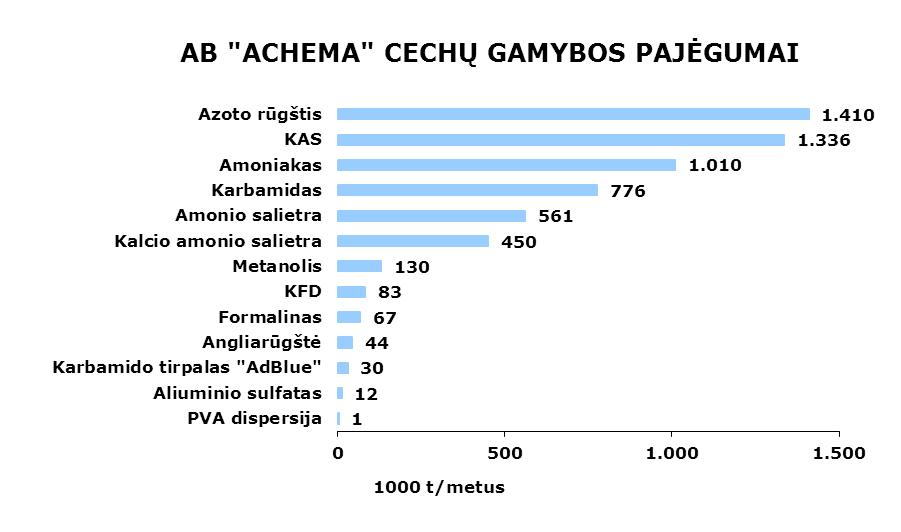 AB "ACHEMA" CECHŲ GAMYBOS PAJĖGUMAI
Azoto rūgštis 1.410
KAS 1.336
Amoniakas 1.010
Karbamidas 776
Amonio salietra 561
Kalcio amonio salietra 450
Metanolis 130
KFD 83
Formalinas 67
Angliarūgštė 44
Karbamido tirpalas "AdBlue" 30
Aliuminio sulfatas 12
PVA dispersija 1
0 500 1.000 1.500
1000 t/metus